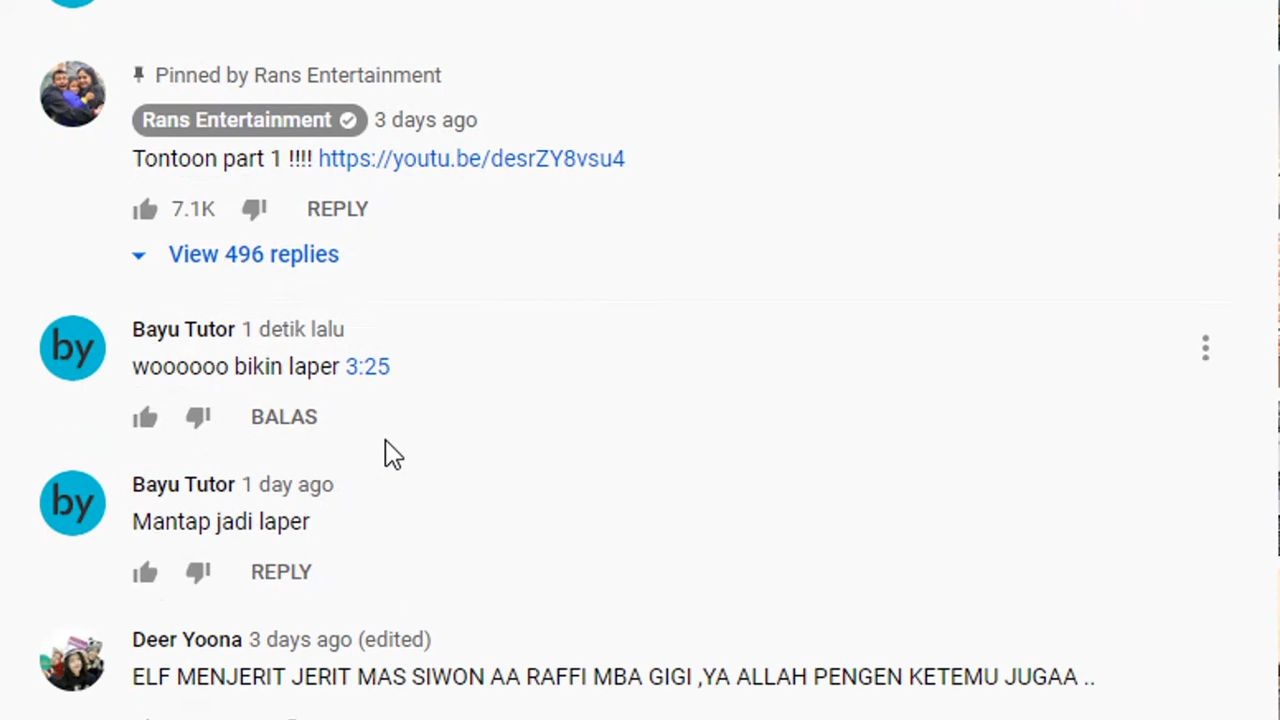 Pinned by Rans Entertainment
Rans Entertainment 3 days ago
Tontoon part 1 !!!! https://youtu.be/desrZY8vsu4
7.1K REPLY
View 496 replies
by Bayu Tutor 1 detik lalu
woooooo bikin laper 3:25
BALAS
by Bayu Tutor 1 day ago
Mantap jadi laper
REPLY
Deer Yoona 3 days ago (edited)
ELF MENJERIT JERIT MAS SIWON AA RAFFI MBA GIGI ,YA ALLAH PENGEN KETEMU JUGAA ..